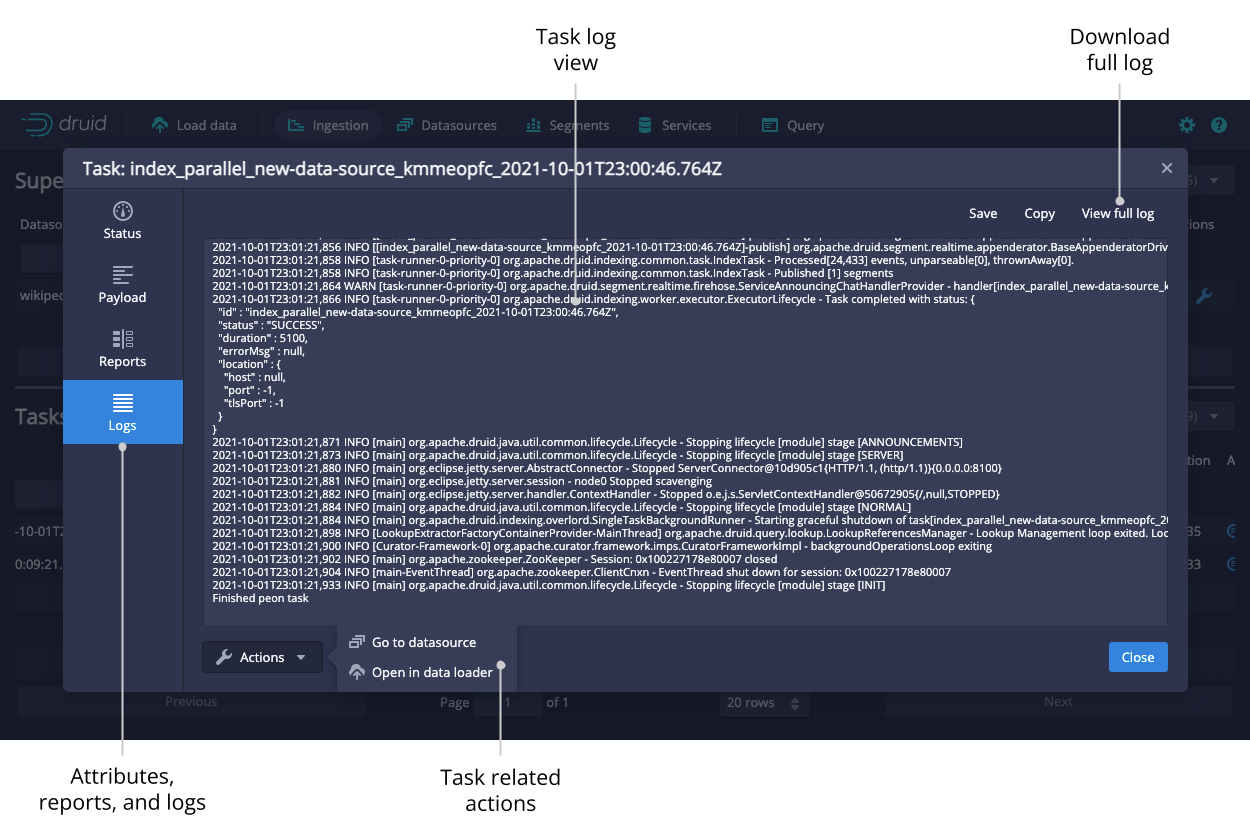 Task log
view
Download
full log
druid
Load data
Ingestion
Datasources
Segments
Services
Query
Task: index_parallel_new-data-source_kmmeopfc_2021-10-01T23:00:46.764Z
Supe
Dataso
wikiped
Tasks
-10-01T2
0:09:21.
Status
Payload
Reports
Logs
Save
Copy
View full log
2021-10-01T23:01:21,856 INFO [[index_parallel_new-data-source_kmmeopfc_2021-10-01T23:00:46.764Z]-publish] org.apache.druid.segment.realtime.appenderator.BaseAppenderatorDriv
2021-10-01T23:01:21,858 INFO [task-runner-0-priority-0] org.apache.druid.indexing.common.task.IndexTask - Processed[24,433] events, unparseable[0], thrownAway[0].
2021-10-01T23:01:21,858 INFO [task-runner-0-priority-0] org.apache.druid.indexing.common.task.IndexTask - Published [1] segments
2021-10-01T23:01:21,864 WARN [task-runner-0-priority-0] org.apache.druid.segment.realtime.firehose.ServiceAnnouncingChatHandlerProvider - handler[index_parallel_new-data-source_k
2021-10-01T23:01:21,866 INFO [task-runner-0-priority-0] org.apache.druid.indexing.worker.executor.ExecutorLifecycle - Task completed with status: {
"id" : "index_parallel_new-data-source_kmmeopfc_2021-10-01T23:00:46.764Z",
"status" : "SUCCESS",
"duration" : 5100,
"errorMsg" : null,
"location" : {
"host" : null,
"port" : -1,
"tlsPort" : -1
}
}
2021-10-01T23:01:21,871 INFO [main] org.apache.druid.java.util.common.lifecycle.Lifecycle - Stopping lifecycle [module] stage [ANNOUNCEMENTS]
2021-10-01T23:01:21,873 INFO [main] org.apache.druid.java.util.common.lifecycle.Lifecycle - Stopping lifecycle [module] stage [SERVER]
2021-10-01T23:01:21,880 INFO [main] org.eclipse.jetty.server.AbstractConnector - Stopped ServerConnector@10d905c1{HTTP/1.1, (http/1.1)}{0.0.0.0:8100}
2021-10-01T23:01:21,881 INFO [main] org.eclipse.jetty.server.session - node0 Stopped scavenging
2021-10-01T23:01:21,882 INFO [main] org.eclipse.jetty.server.handler.ContextHandler - Stopped o.e.j.s.ServletContextHandler@50672905{/,null,STOPPED}
2021-10-01T23:01:21,884 INFO [main] org.apache.druid.java.util.common.lifecycle.Lifecycle - Stopping lifecycle [module] stage [NORMAL]
2021-10-01T23:01:21,884 INFO [main] org.apache.druid.indexing.overlord.SingleTaskBackgroundRunner - Starting graceful shutdown of task[index_parallel_new-data-source_kmmeopfc_20
2021-10-01T23:01:21,898 INFO [LookupExtractorFactoryContainerProvider-MainThread] org.apache.druid.query.lookup.LookupReferencesManager - Lookup Management loop exited. Loc
2021-10-01T23:01:21,900 INFO [Curator-Framework-0] org.apache.curator.framework.imps.CuratorFrameworkImpl - backgroundOperationsLoop exiting
2021-10-01T23:01:21,902 INFO [main] org.apache.zookeeper.ZooKeeper - Session: 0x100227178e80007 closed
2021-10-01T23:01:21,904 INFO [main-EventThread] org.apache.zookeeper.ClientCnxn - EventThread shut down for session: 0x100227178e80007
2021-10-01T23:01:21,933 INFO [main] org.apache.druid.java.util.common.lifecycle.Lifecycle - Stopping lifecycle [module] stage [INIT]
Finished peon task
ions
tion A
35
33
Actions
Go to datasource
Open in data loader
Close
Previous
Page
1
of 1
20 rows
Next
Attributes,
reports, and logs
Task related
actions